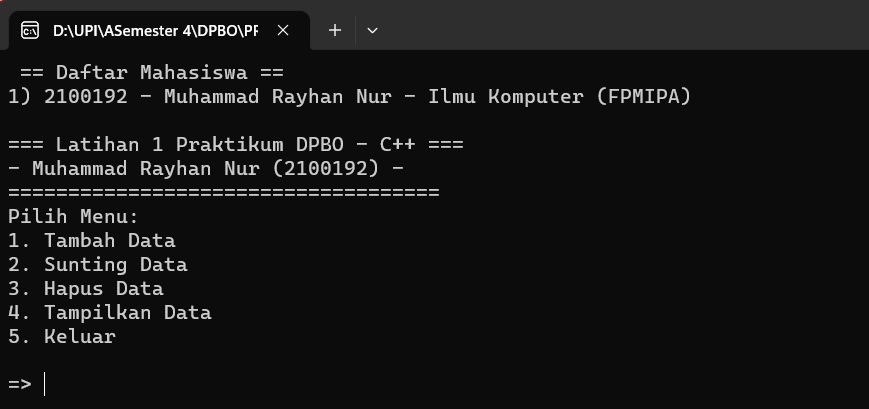 D:\UPI\ASemester 4\DPBO\PF
== Daftar Mahasiswa ==
1) 2100192 - Muhammad Rayhan Nur - Ilmu Komputer (FPMIPA)
=== Latihan 1 Praktikum DPBO - C++ ===
- Muhammad Rayhan Nur (2100192) -
====================================
Pilih Menu:
1. Tambah Data
2. Sunting Data
3. Hapus Data
4. Tampilkan Data
5. Keluar
=>